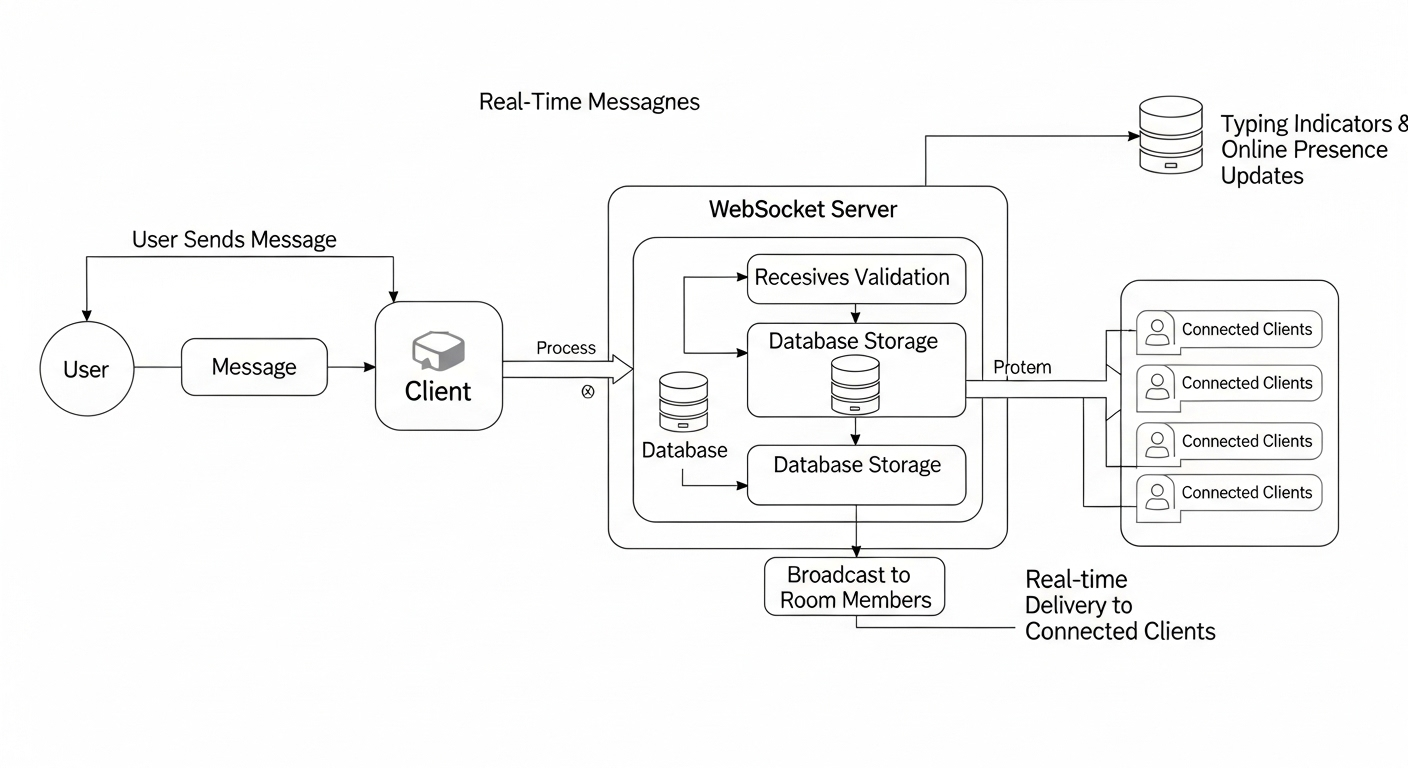 Real-Time Messagnes
Typing Indicators &
Online Presence
Updates
WebSocket Server
User Sends Message
Recesives Validation
User
Message
Client
Process
Database Storage
Database
Database Storage
Protem
Connected Clients
Connected Clients
Connected Clients
Connected Clients
Broadcast to
Room Members
Real-time
Delivery to
Connected Clients